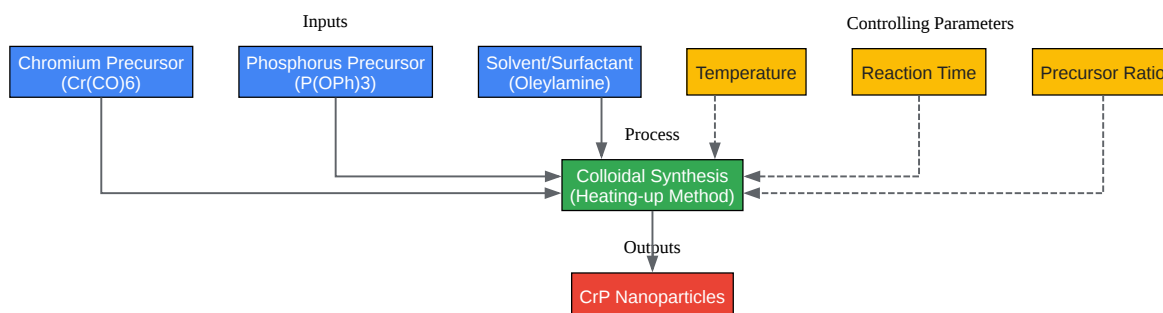 Inputs
Controlling Parameters
Chromium Precursor
(Cr(CO)6)
Phosphorus Precursor
(P(OPh)3)
Solvent/Surfactant
(Oleylamine)
Temperature
Reaction Time
Precursor Ratio
Process
Colloidal Synthesis
(Heating-up Method)
Outputs
CrP Nanoparticles